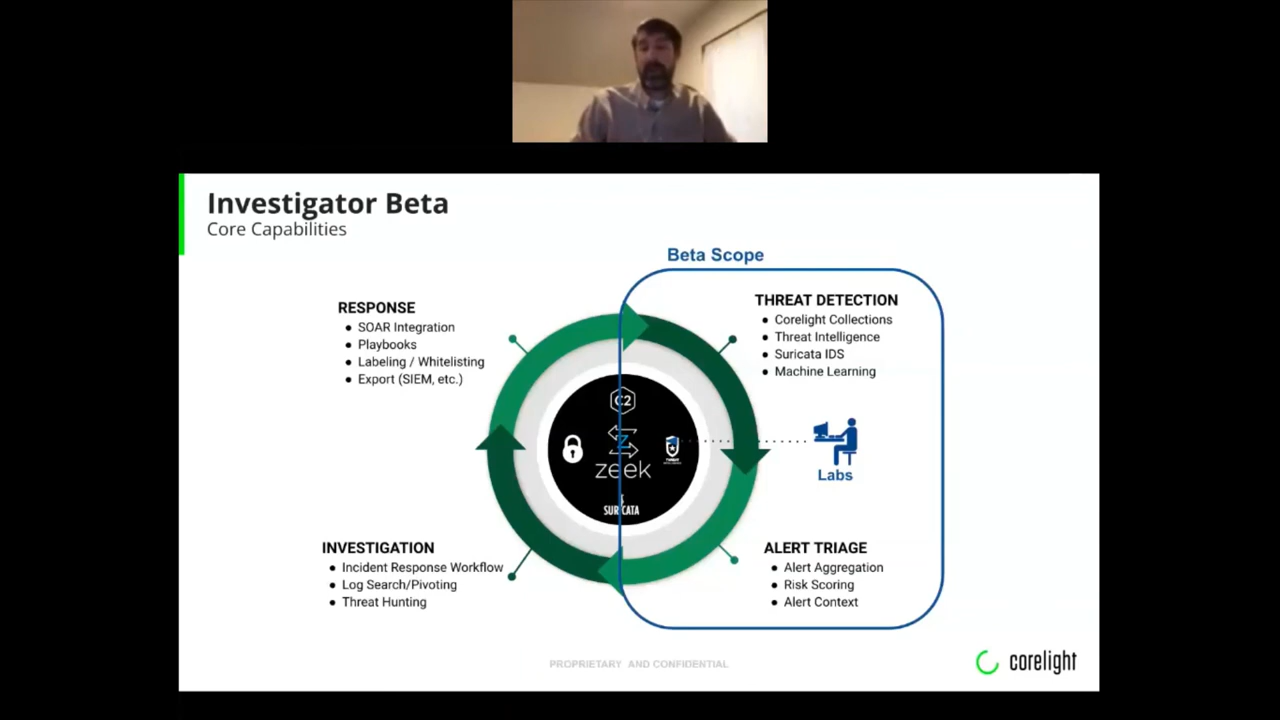 Investigator Beta
Core Capabilities
Beta Scope
RESPONSE
● SOAR Integration
● Playbooks
● Labeling / Whitelisting
● Export (SIEM, etc.)
THREAT DETECTION
● Corelight Collections
● Threat Intelligence
● Suricata IDS
● Machine Learning
C2
zeek
SURICATA
THREAT
Labs
INVESTIGATION
● Incident Response Workflow
● Log Search/Pivoting
● Threat Hunting
ALERT TRIAGE
● Alert Aggregation
● Risk Scoring
● Alert Context
PROPRIETARY AND CONFIDENTIAL
corelight